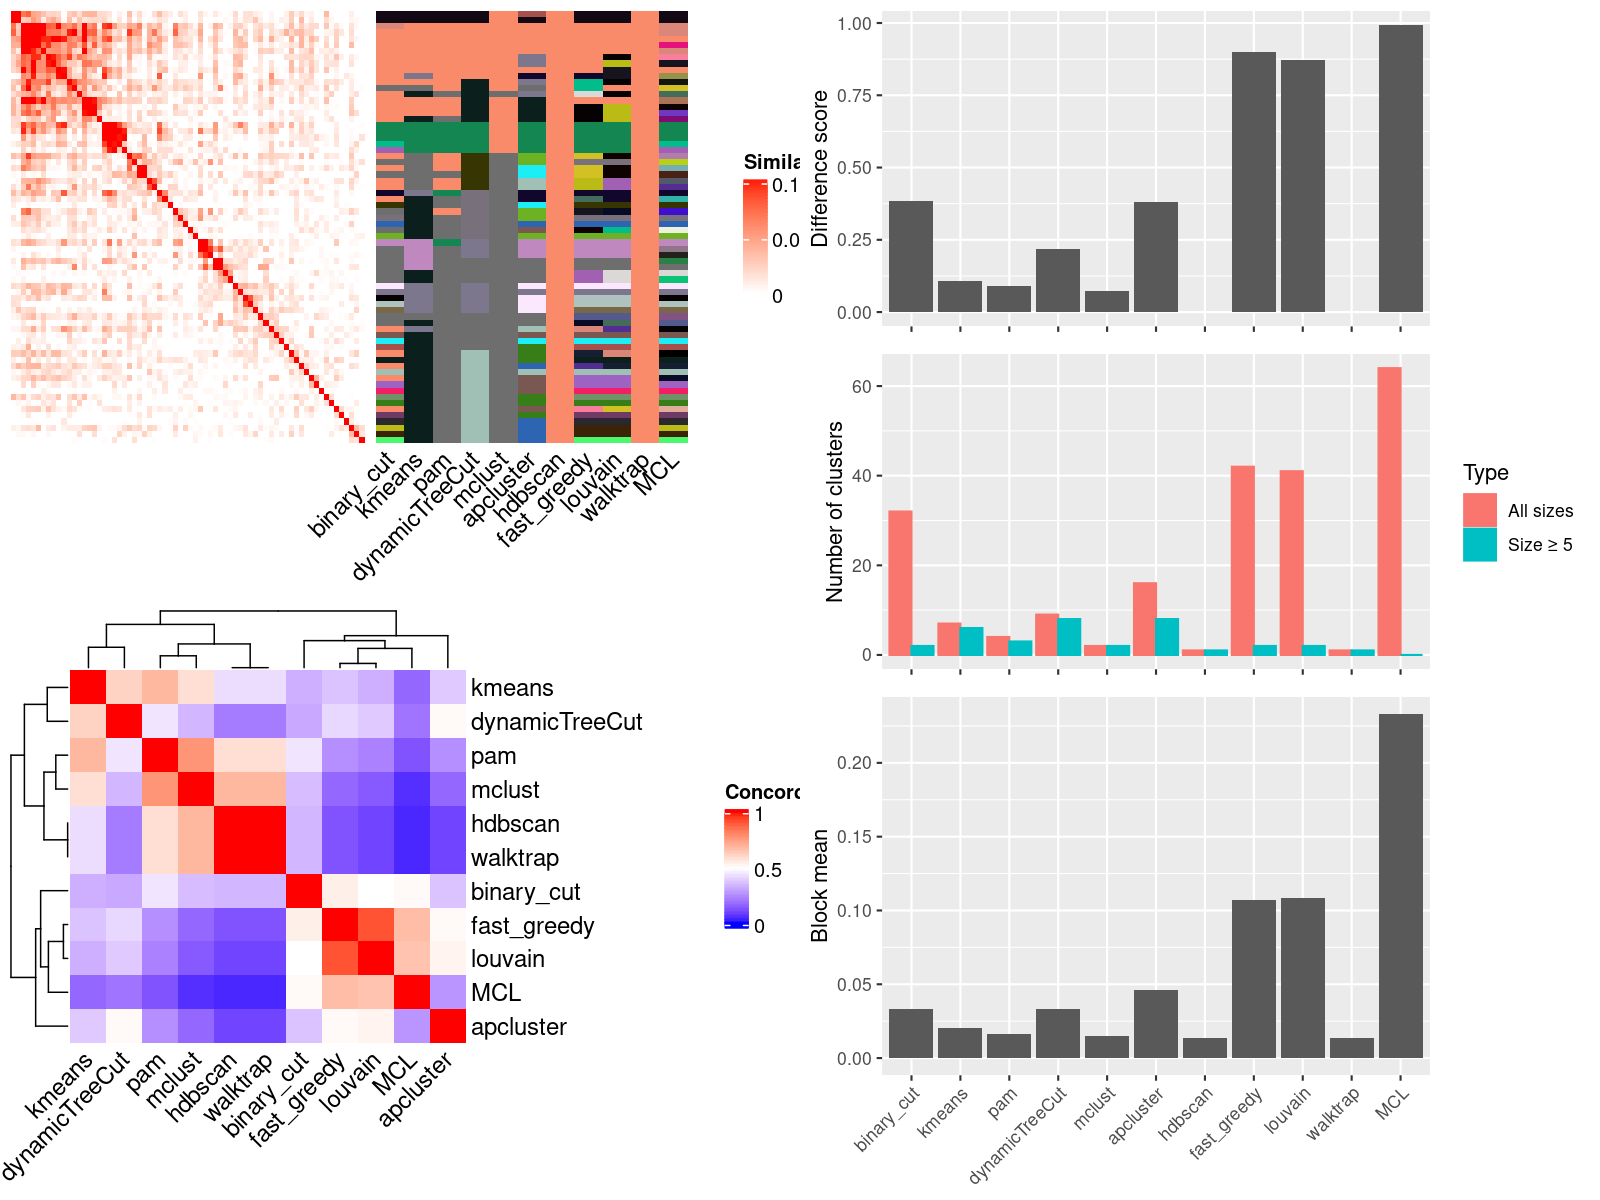 Simila
0.1
0.0
0
binary_cut
kmeans
pam
dynamicTreeCut
mclust
apcluster
hdbscan
fast_greedy
louvain
walktrap
MCL
kmeans
dynamicTreeCut
pam
mclust
hdbscan
walktrap
binary_cut
fast_greedy
louvain
MCL
apcluster
kmeans
dynamicTreeCut
pam
mclust
hdbscan
walktrap
binary_cut
fast_greedy
louvain
MCL
apcluster
Concord
1
0.5
0
Difference score
1.00
0.75
0.50
0.25
0.00
Number of clusters
60
40
20
0
Type
All sizes
Size ≥ 5
Block mean
0.20
0.15
0.10
0.05
0.00
binary_cut
kmeans
pam
dynamicTreeCut
mclust
apcluster
hdbscan
fast_greedy
louvain
walktrap
MCL